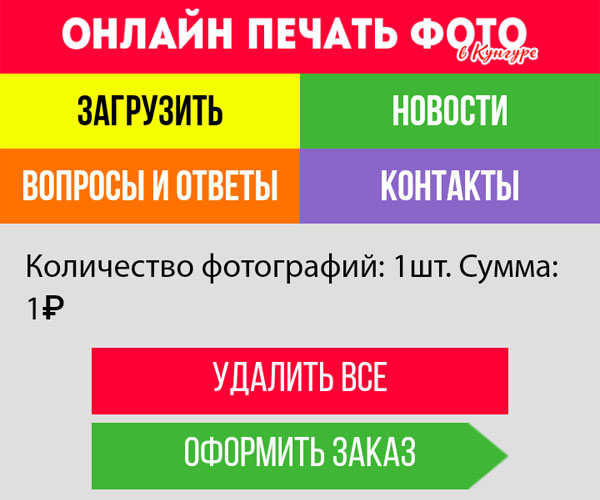 ОНЛАЙН ПЕЧАТЬ ФОТО
в Кунгуре
ЗАГРУЗИТЬ
НОВОСТИ
ВОПРОСЫ И ОТВЕТЫ
КОНТАКТЫ
Количество фотографий: 1шт. Сумма:
1₽
УДАЛИТЬ ВСЕ
ОФОРМИТЬ ЗАКАЗ